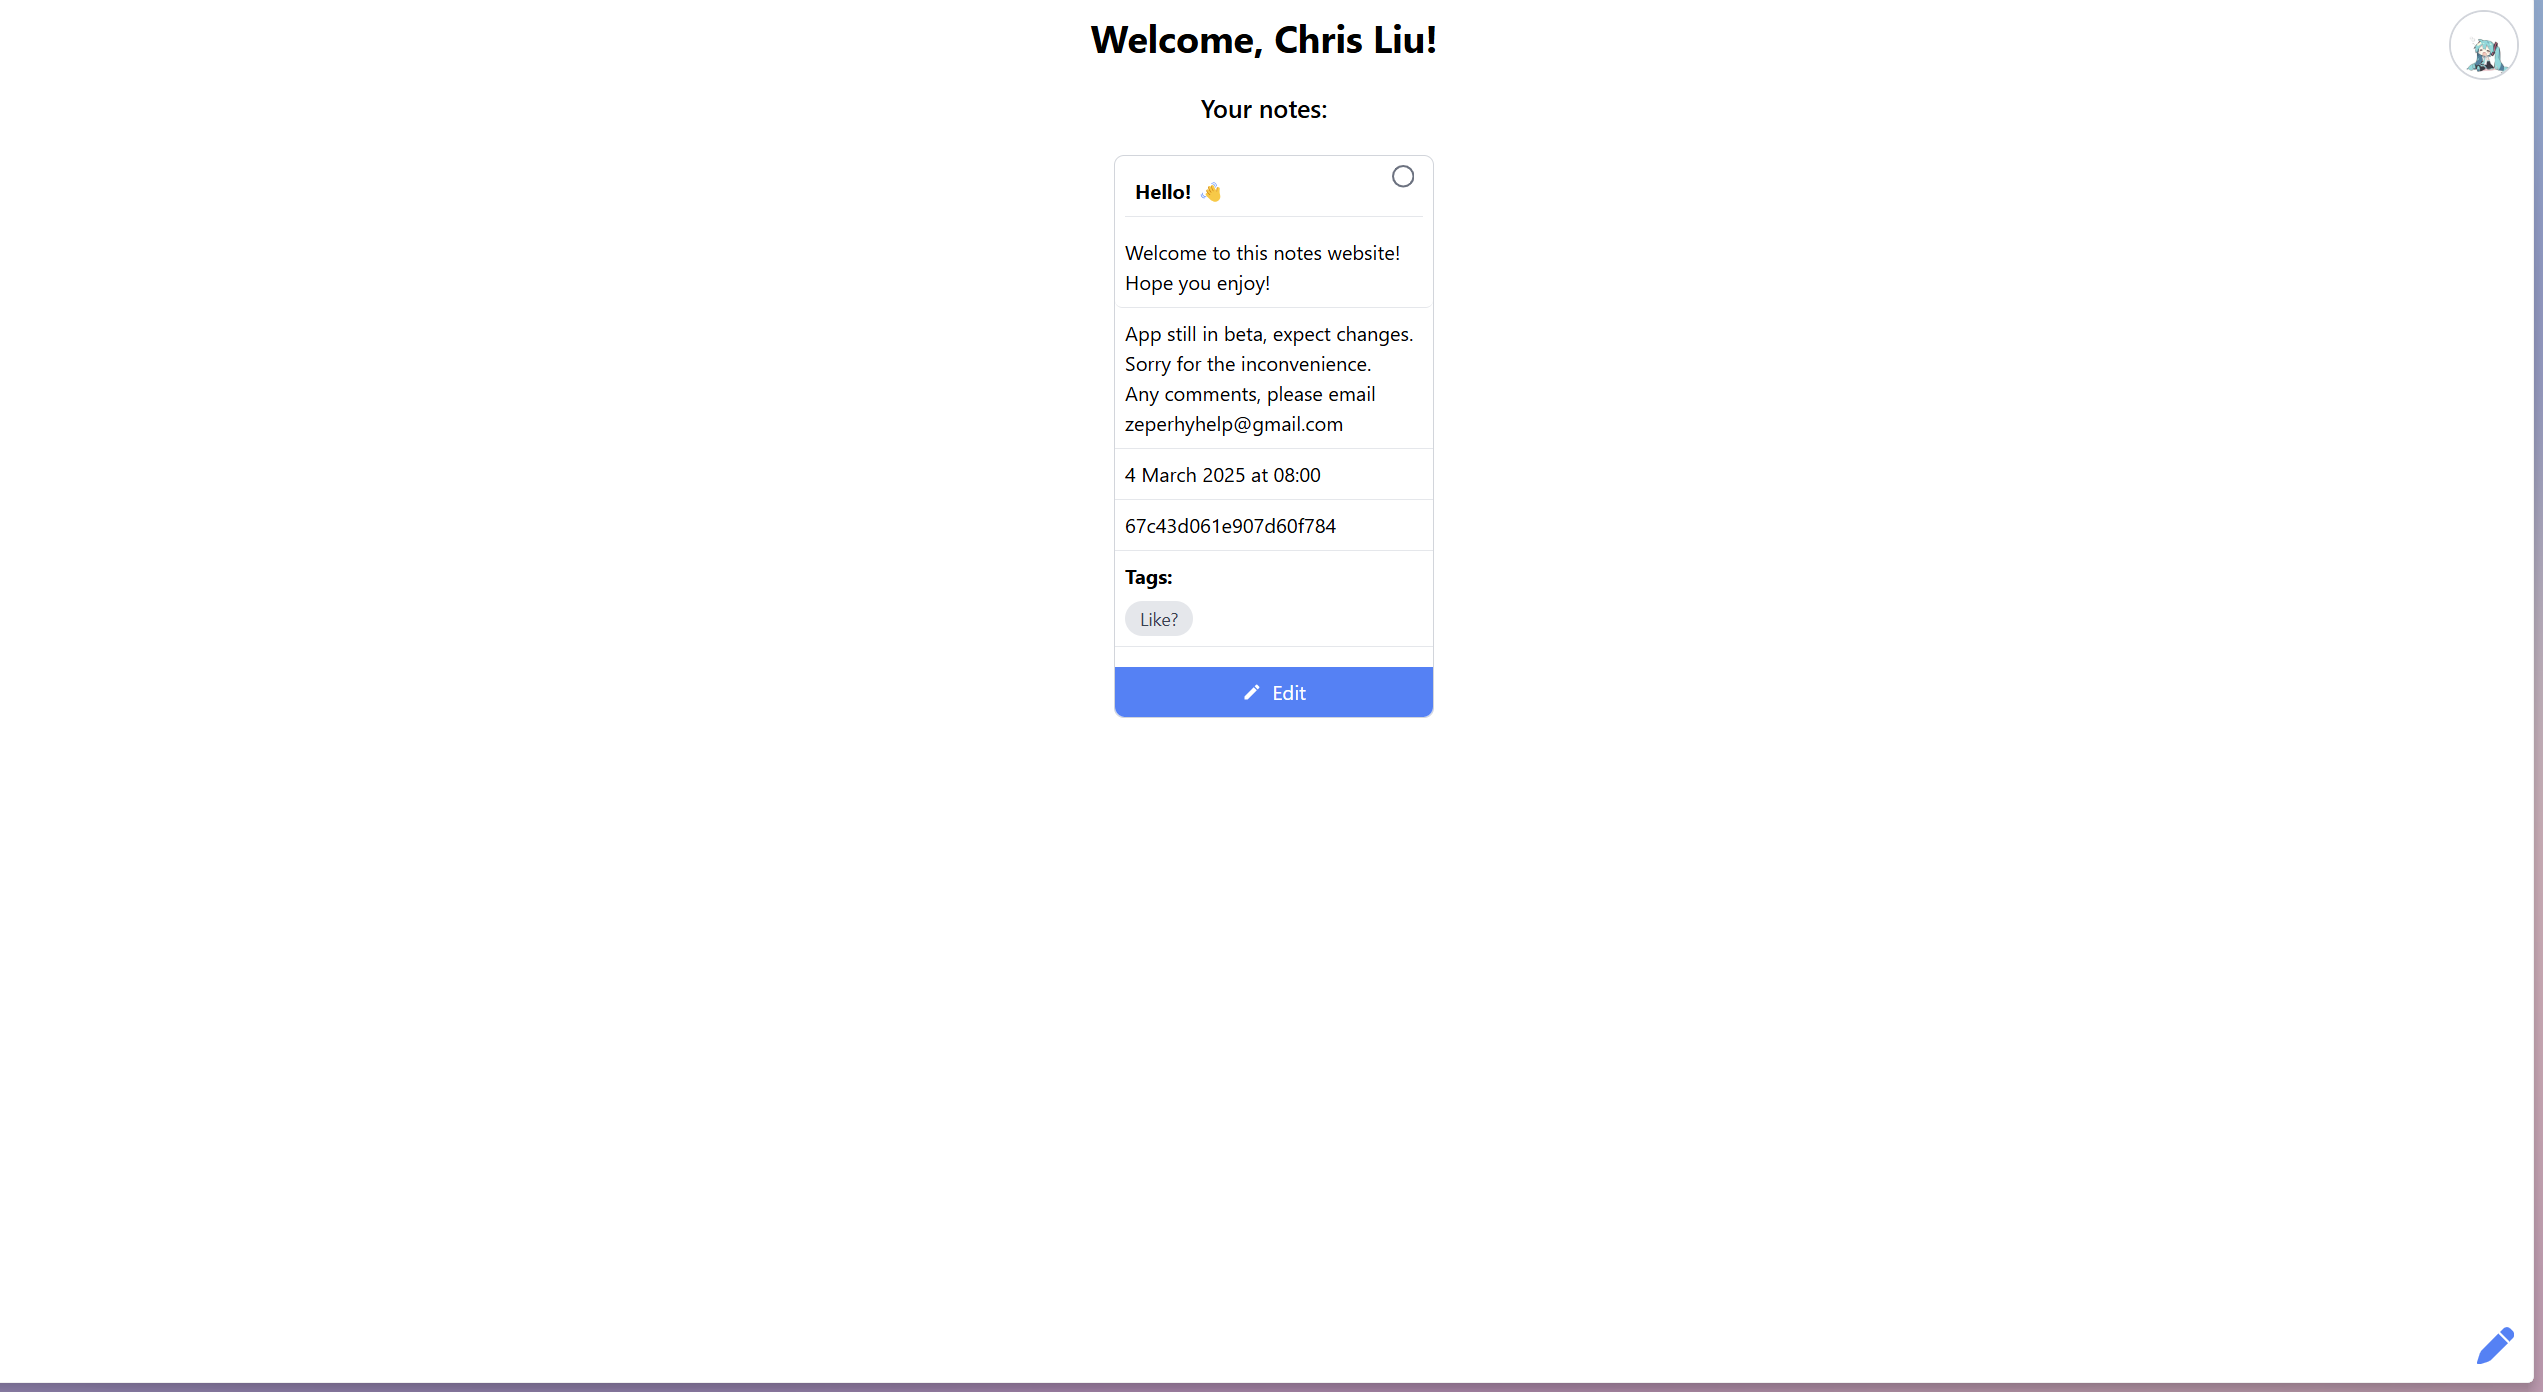 Welcome, Chris Liu!
Your notes:
Hello! 👋
Welcome to this notes website!
Hope you enjoy!
App still in beta, expect changes.
Sorry for the inconvenience.
Any comments, please email
zeperhyhelp@gmail.com
4 March 2025 at 08:00
67c43d061e907d60f784
Tags:
Like?
Edit